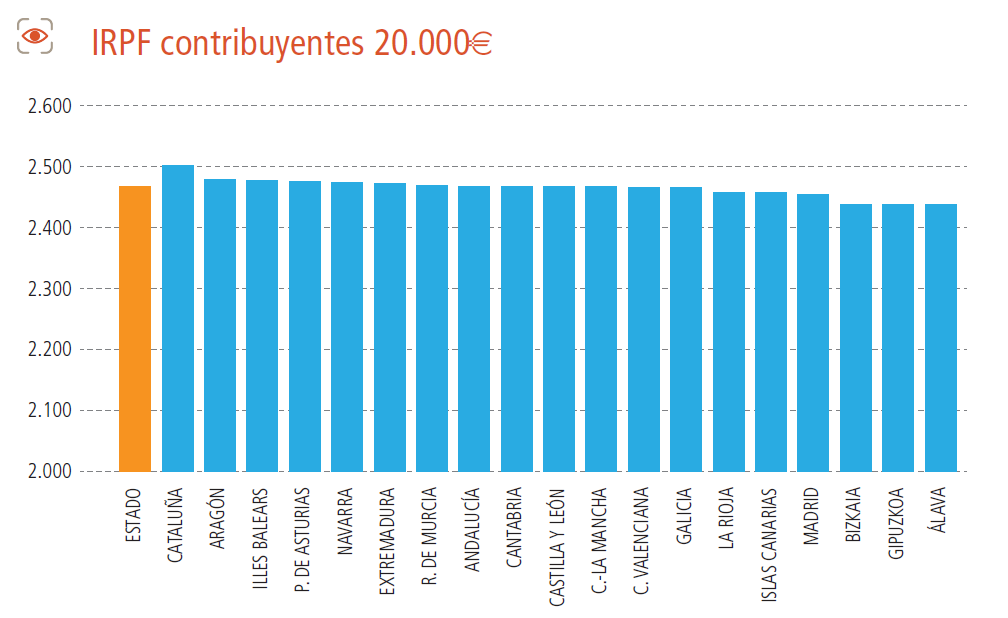 IRPF contribuyentes 20.000€
2.600
2.500
2.400
2.300
2.200
2.100
2.000
ESTADO
CATALUÑA
ARAGÓN
ILLES BALEARS
P. DE ASTURIAS
NAVARRA
EXTREMADURA
R. DE MURCIA
ANDALUCÍA
CANTABRIA
CASTILLA Y LEÓN
C.-LA MANCHA
C. VALENCIANA
GALICIA
LA RIOJA
ISLAS CANARIAS
MADRID
BIZKAIA
GIPUZKOA
ÁLAVA